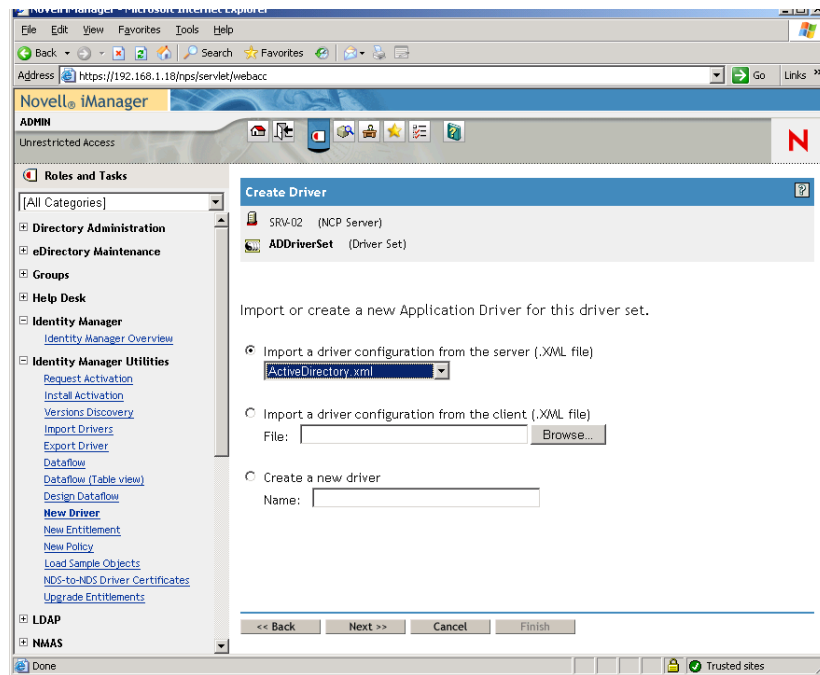 Novell iManager - Microsoft Internet Explorer
File Edit View Favorites Tools Help
Back Search Favorites
Address https://192.168.1.18/nps/servlet/webacc Go Links »
Novell® iManager
ADMIN
Unrestricted Access
N
Roles and Tasks
[All Categories]
Directory Administration
eDirectory Maintenance
Groups
Help Desk
Identity Manager
Identity Manager Overview
Identity Manager Utilities
Request Activation
Install Activation
Versions Discovery
Import Drivers
Export Driver
Dataflow
Dataflow (Table view)
Design Dataflow
New Driver
New Entitlement
New Policy
Load Sample Objects
NDS-to-NDS Driver Certificates
Upgrade Entitlements
LDAP
NMAS
Create Driver ?
SRV-02 (NCP Server)
ADDriverSet (Driver Set)
Import or create a new Application Driver for this driver set.
Import a driver configuration from the server (.XML file)
ActiveDirectory.xml
Import a driver configuration from the client (.XML file)
File: Browse...
Create a new driver
Name:
<< Back Next >> Cancel Finish
Done Trusted sites